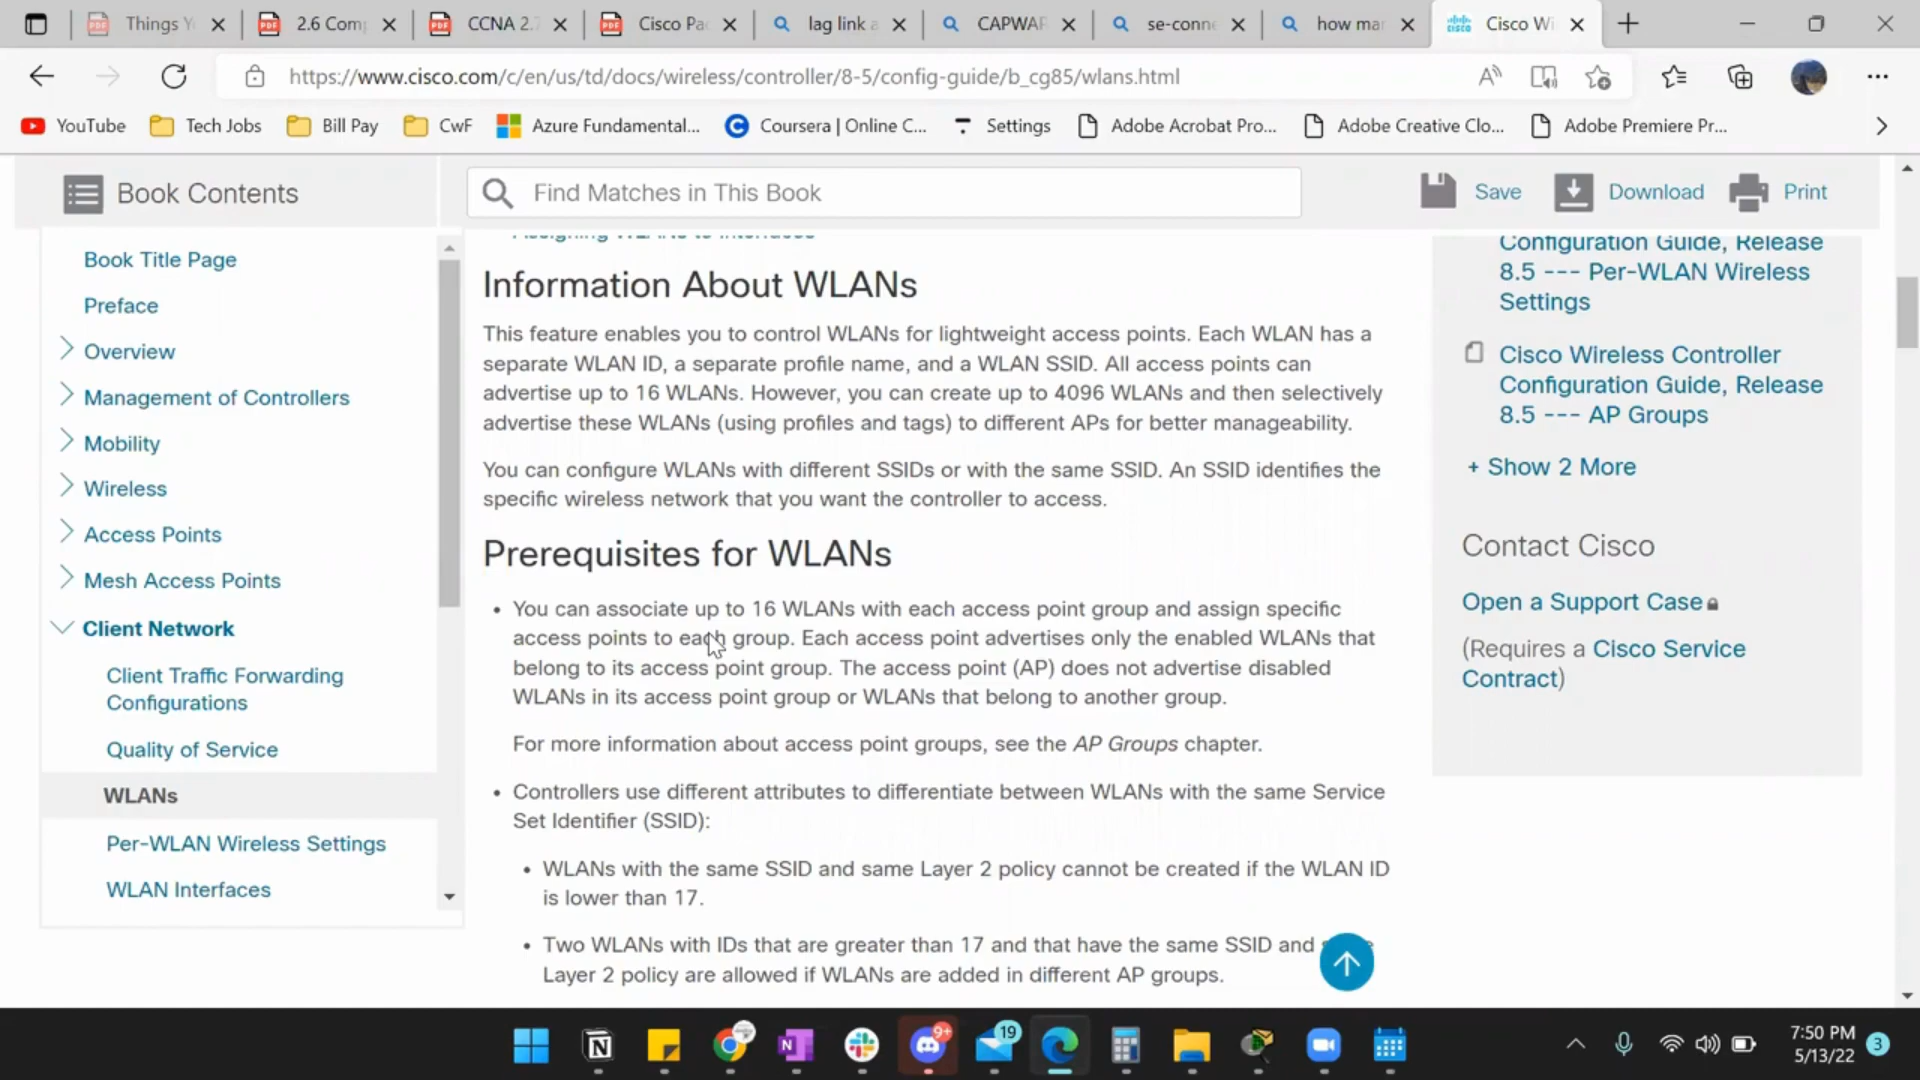 Things Y
2.6 Comp
CCNA 2.
Cisco Pa
lag link a
CAPWAP
se-conne
how mar
Cisco Wi
https://www.cisco.com/c/en/us/td/docs/wireless/controller/8-5/config-guide/b_cg85/wlans.html
YouTube
Tech Jobs
Bill Pay
CwF
Azure Fundamental...
Coursera | Online C...
Settings
Adobe Acrobat Pro...
Adobe Creative Clo...
Adobe Premiere Pr...
Book Contents
Find Matches in This Book
Save
Download
Print
Book Title Page
Preface
Overview
Management of Controllers
Mobility
Wireless
Access Points
Mesh Access Points
Client Network
Client Traffic Forwarding
Configurations
Quality of Service
WLANs
Per-WLAN Wireless Settings
WLAN Interfaces
Assigning WLANs to Interfaces
Information About WLANs
This feature enables you to control WLANs for lightweight access points. Each WLAN has a
separate WLAN ID, a separate profile name, and a WLAN SSID. All access points can
advertise up to 16 WLANs. However, you can create up to 4096 WLANs and then selectively
advertise these WLANs (using profiles and tags) to different APs for better manageability.
You can configure WLANs with different SSIDs or with the same SSID. An SSID identifies the
specific wireless network that you want the controller to access.
Prerequisites for WLANs
• You can associate up to 16 WLANs with each access point group and assign specific
access points to each group. Each access point advertises only the enabled WLANs that
belong to its access point group. The access point (AP) does not advertise disabled
WLANs in its access point group or WLANs that belong to another group.
For more information about access point groups, see the AP Groups chapter.
• Controllers use different attributes to differentiate between WLANs with the same Service
Set Identifier (SSID):
• WLANs with the same SSID and same Layer 2 policy cannot be created if the WLAN ID
is lower than 17.
• Two WLANs with IDs that are greater than 17 and that have the same SSID and
Layer 2 policy are allowed if WLANs are added in different AP groups.
Configuration Guide, Release
8.5 --- Per-WLAN Wireless
Settings
Cisco Wireless Controller
Configuration Guide, Release
8.5 --- AP Groups
+ Show 2 More
Contact Cisco
Open a Support Case
(Requires a Cisco Service
Contract)
9+
19
7:50 PM
5/13/22
3